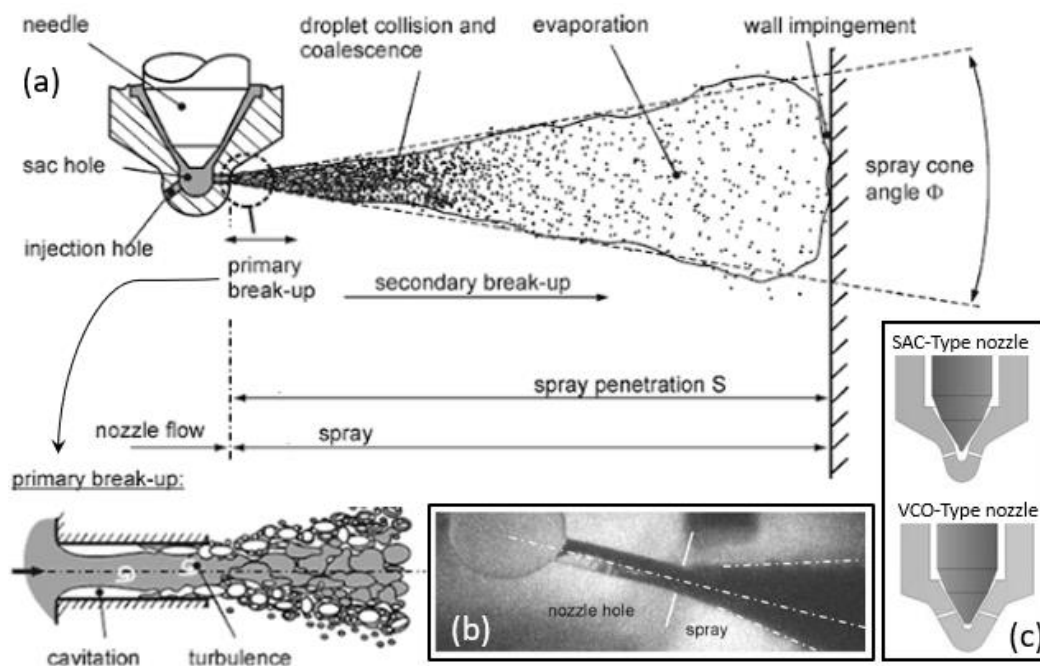 needle
droplet collision and
coalescence
evaporation
wall impingement
(a)
sac hole
spray cone
angle Φ
injection hole
primary
break-up
secondary break-up
spray penetration S
nozzle flow
spray
primary break-up:
cavitation
turbulence
nozzle hole
spray
(b)
SAC-Type nozzle
VCO-Type nozzle
(c)